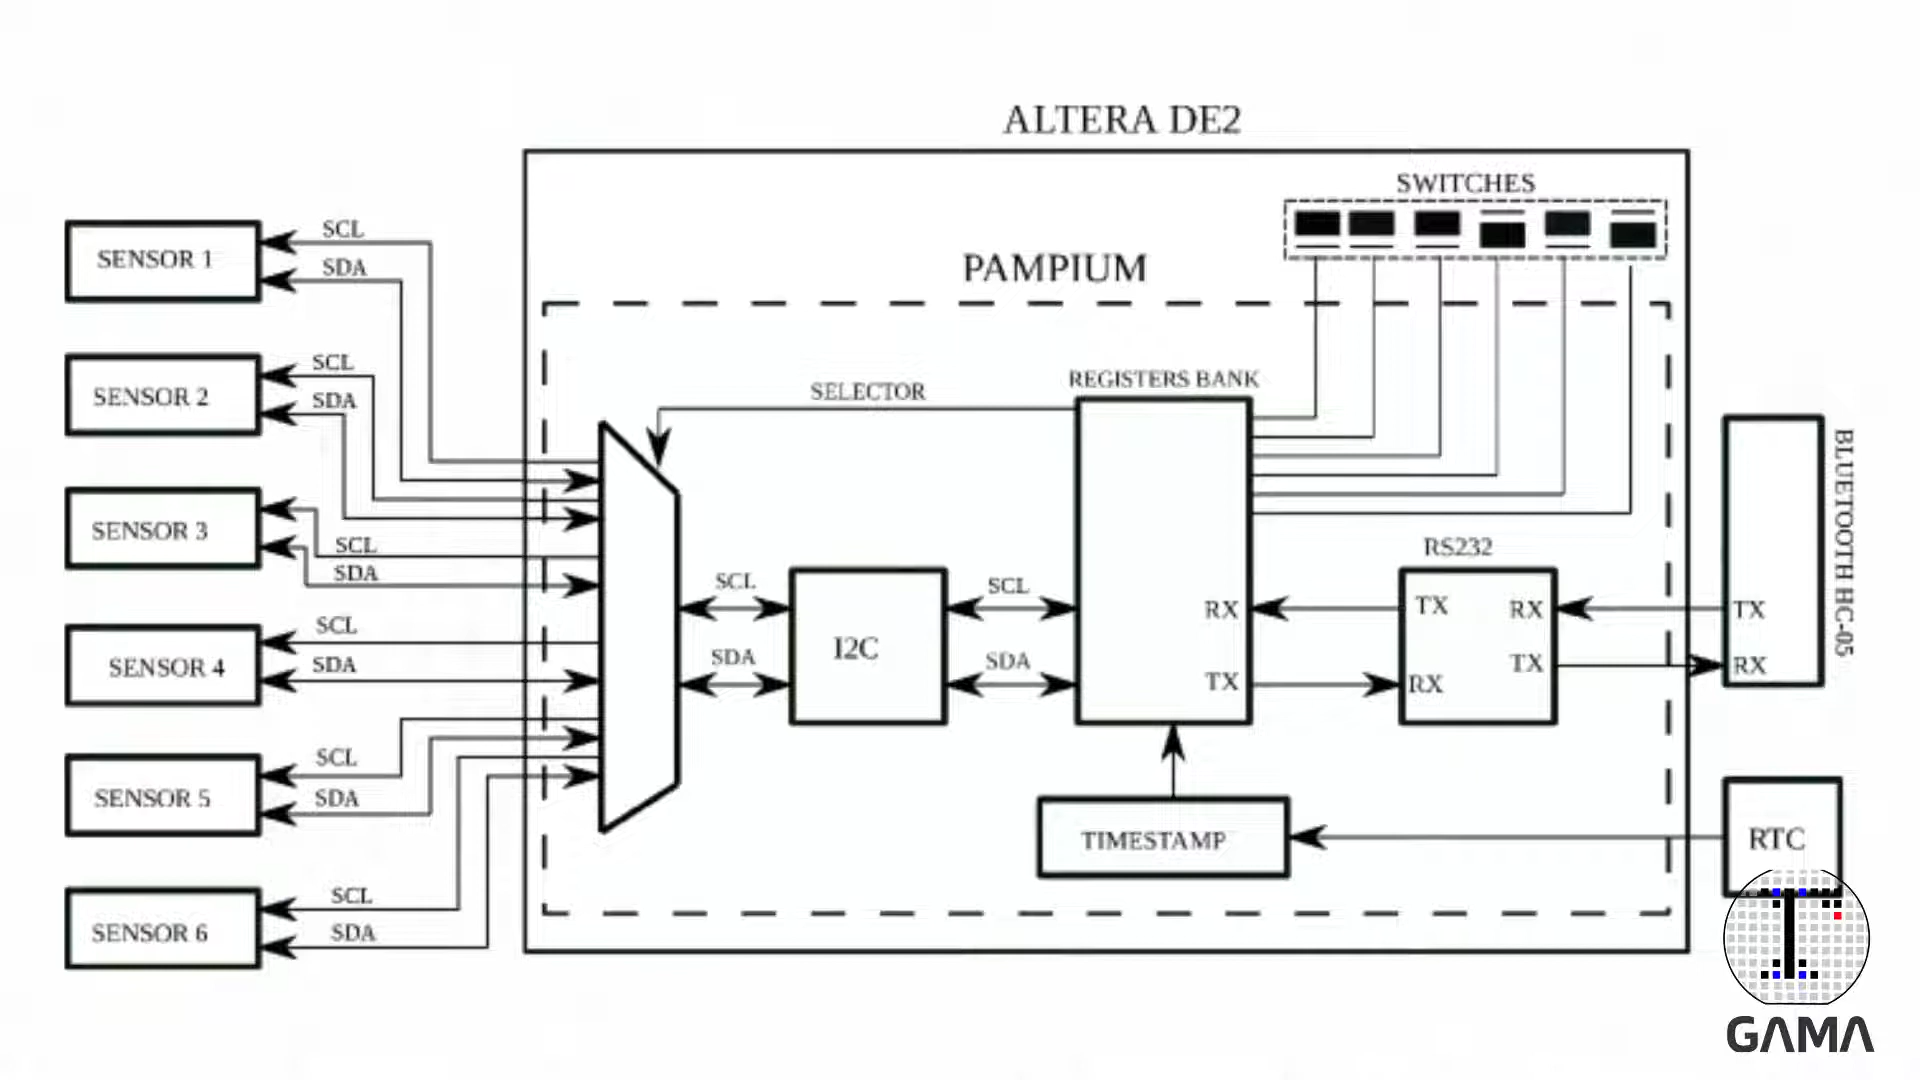 ALTERA DE2
SWITCHES
PAMPIUM
SENSOR 1
SCL
SDA
SENSOR 2
SCL
SDA
SENSOR 3
SCL
SDA
SENSOR 4
SCL
SDA
SENSOR 5
SCL
SDA
SENSOR 6
SCL
SDA
SELECTOR
REGISTERS BANK
SCL
SDA
I2C
SCL
SDA
RX
TX
RS232
TX
RX
RX
TX
TX
RX
BLUETOOTH HC-05
TIMESTAMP
RTC
GAMA